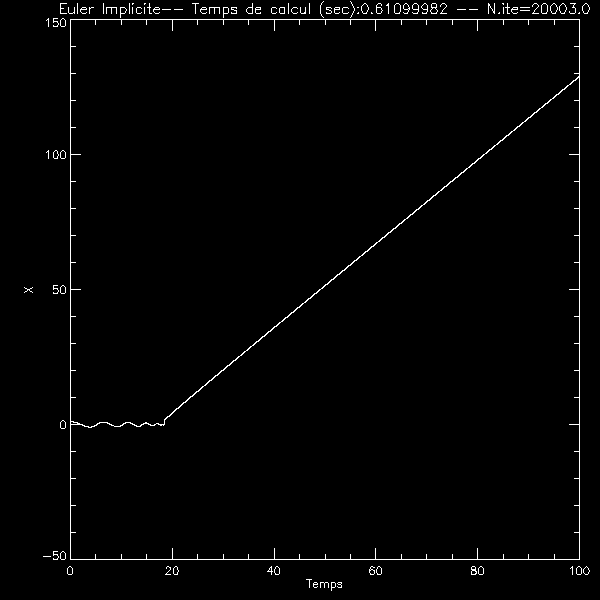 Euler Implicite-- Temps de calcul (sec):0.61099982 -- N.ite=20003.0
150
100
X
50
0
-50
0 20 40 60 80 100
Temps